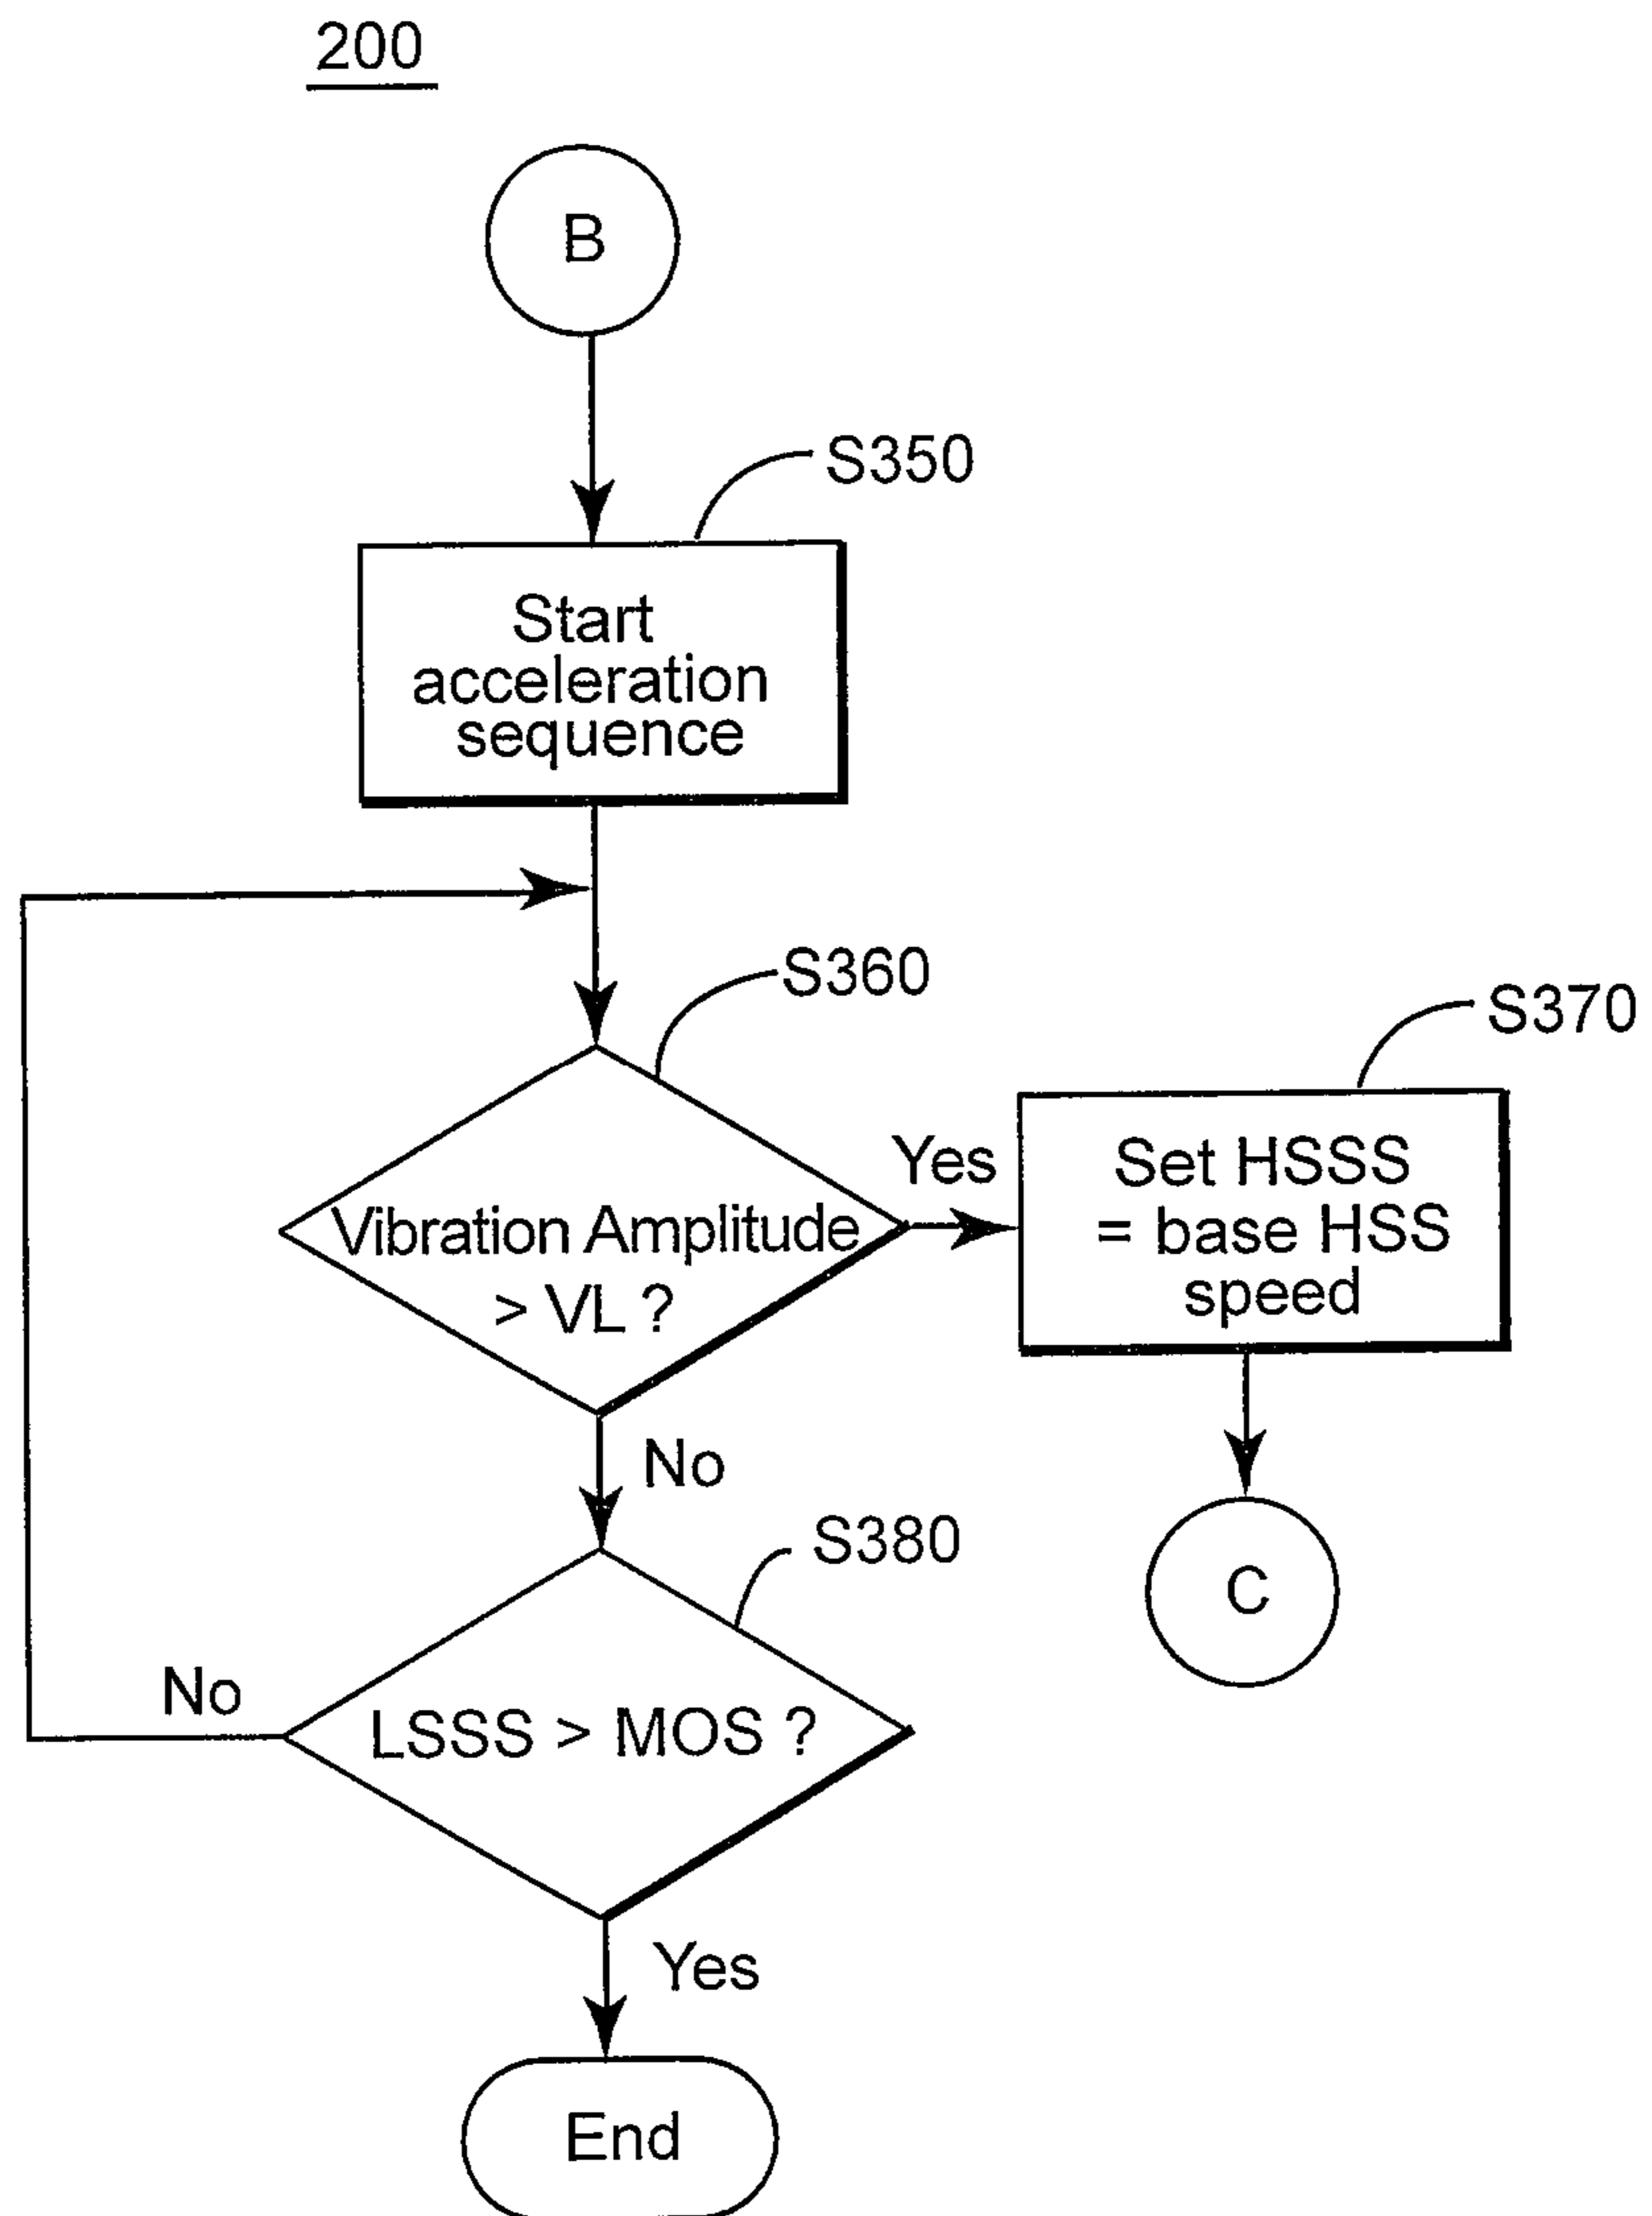 200
B
S350
Start
acceleration
sequence
S360
S370
Vibration Amplitude
> VL ?
Yes
Set HSSS
= base HSS
speed
No
C
S380
LSSS > MOS ?
No
Yes
End